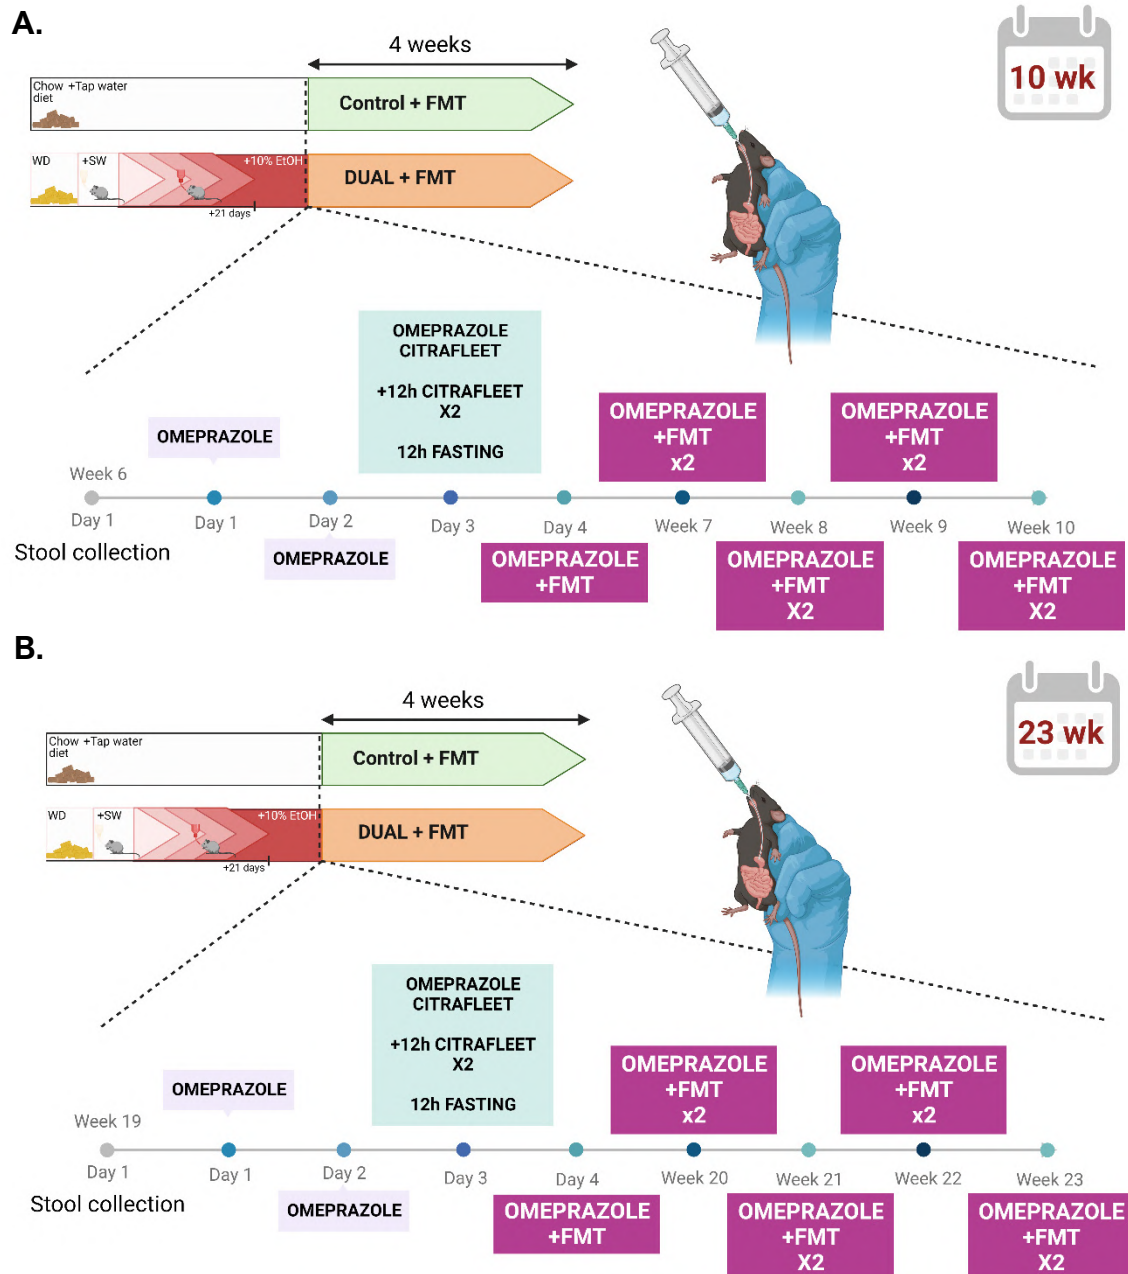 A.
4 weeks
10 wk
Chow +Tap water
diet
Control + FMT
WD
+SW
+10% EtOH
DUAL + FMT
+21 days
OMEPRAZOLE
CITRAFLEET
+12h CITRAFLEET
X2
12h FASTING
OMEPRAZOLE
+FMT
x2
OMEPRAZOLE
+FMT
x2
OMEPRAZOLE
Week 6
Day 1
Day 1
Day 2
Day 3
Day 4
Week 7
Week 8
Week 9
Week 10
Stool collection
OMEPRAZOLE
OMEPRAZOLE
+FMT
OMEPRAZOLE
+FMT
X2
OMEPRAZOLE
+FMT
X2
B.
4 weeks
23 wk
Chow +Tap water
diet
Control + FMT
WD
+SW
+10% EtOH
DUAL + FMT
+21 days
OMEPRAZOLE
CITRAFLEET
+12h CITRAFLEET
X2
12h FASTING
OMEPRAZOLE
+FMT
x2
OMEPRAZOLE
+FMT
x2
OMEPRAZOLE
Week 19
Day 1
Day 1
Day 2
Day 3
Day 4
Week 20
Week 21
Week 22
Week 23
Stool collection
OMEPRAZOLE
OMEPRAZOLE
+FMT
OMEPRAZOLE
+FMT
X2
OMEPRAZOLE
+FMT
X2